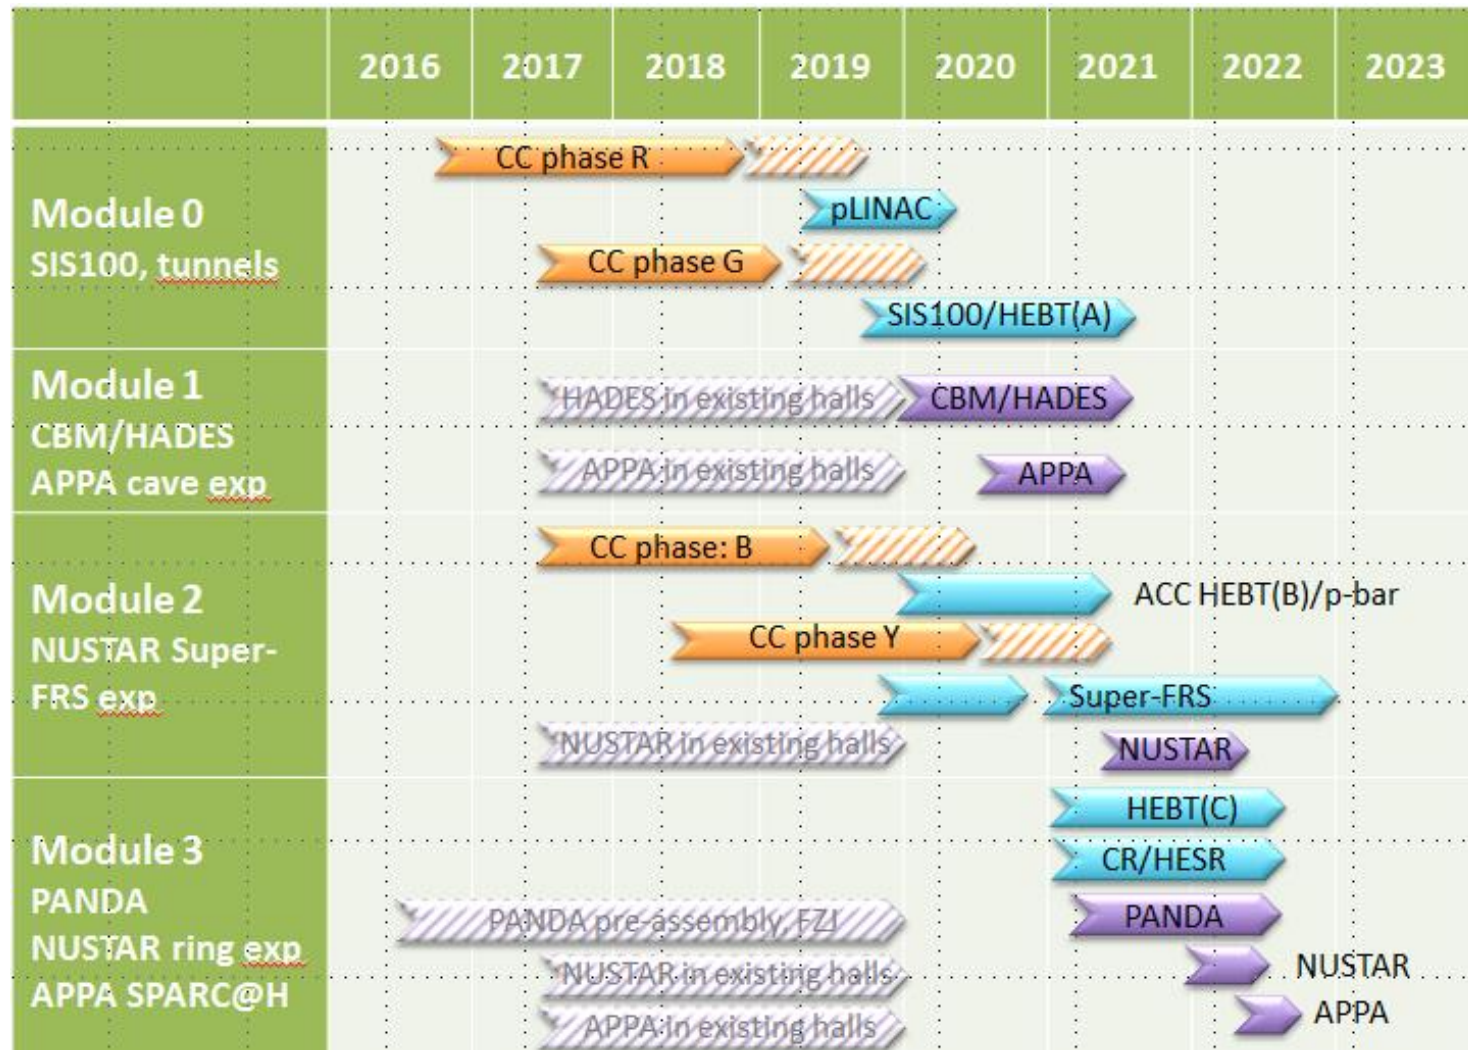 2016 2017 2018 2019 2020 2021 2022 2023
Module 0
SIS100, tunnels
CC phase R
pLINAC
CC phase G
SIS100/HEBT(A)
Module 1
CBM/HADES
APPA cave exp
HADES in existing halls
CBM/HADES
APPA in existing halls
APPA
Module 2
NUSTAR Super-
FRS exp
CC phase: B
ACC HEBT(B)/p-bar
CC phase Y
Super-FRS
NUSTAR in existing halls
NUSTAR
Module 3
PANDA
NUSTAR ring exp
APPA SPARC@H
HEBT(C)
CR/HESR
PANDA pre-assembly, FZJ
PANDA
NUSTAR in existing halls
NUSTAR
APPA in existing halls
APPA